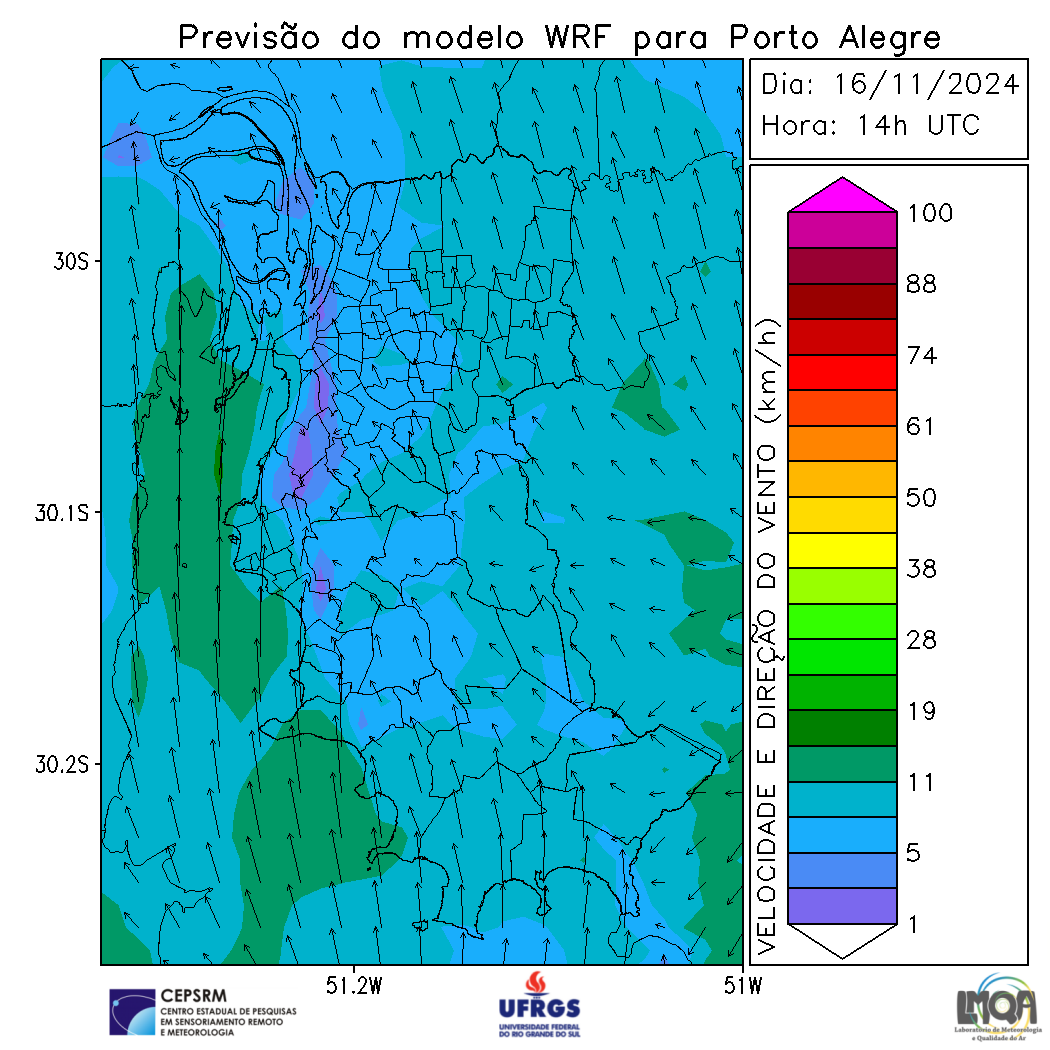 Previsão do modelo WRF para Porto Alegre
Dia: 16/11/2024
Hora: 14h UTC
30S
30.1S
30.2S
51.2W
51W
VELOCIDADE E DIREÇÃO DO VENTO (km/h)
100
88
74
61
50
38
28
19
11
5
1
CEPSRM
CENTRO ESTADUAL DE PESQUISAS
EM SENSORIAMENTO REMOTO
E METEOROLOGIA
UFRGS
UNIVERSIDADE FEDERAL
DO RIO GRANDE DO SUL
LMQA
Laboratório de Meteorologia
e Qualidade do Ar